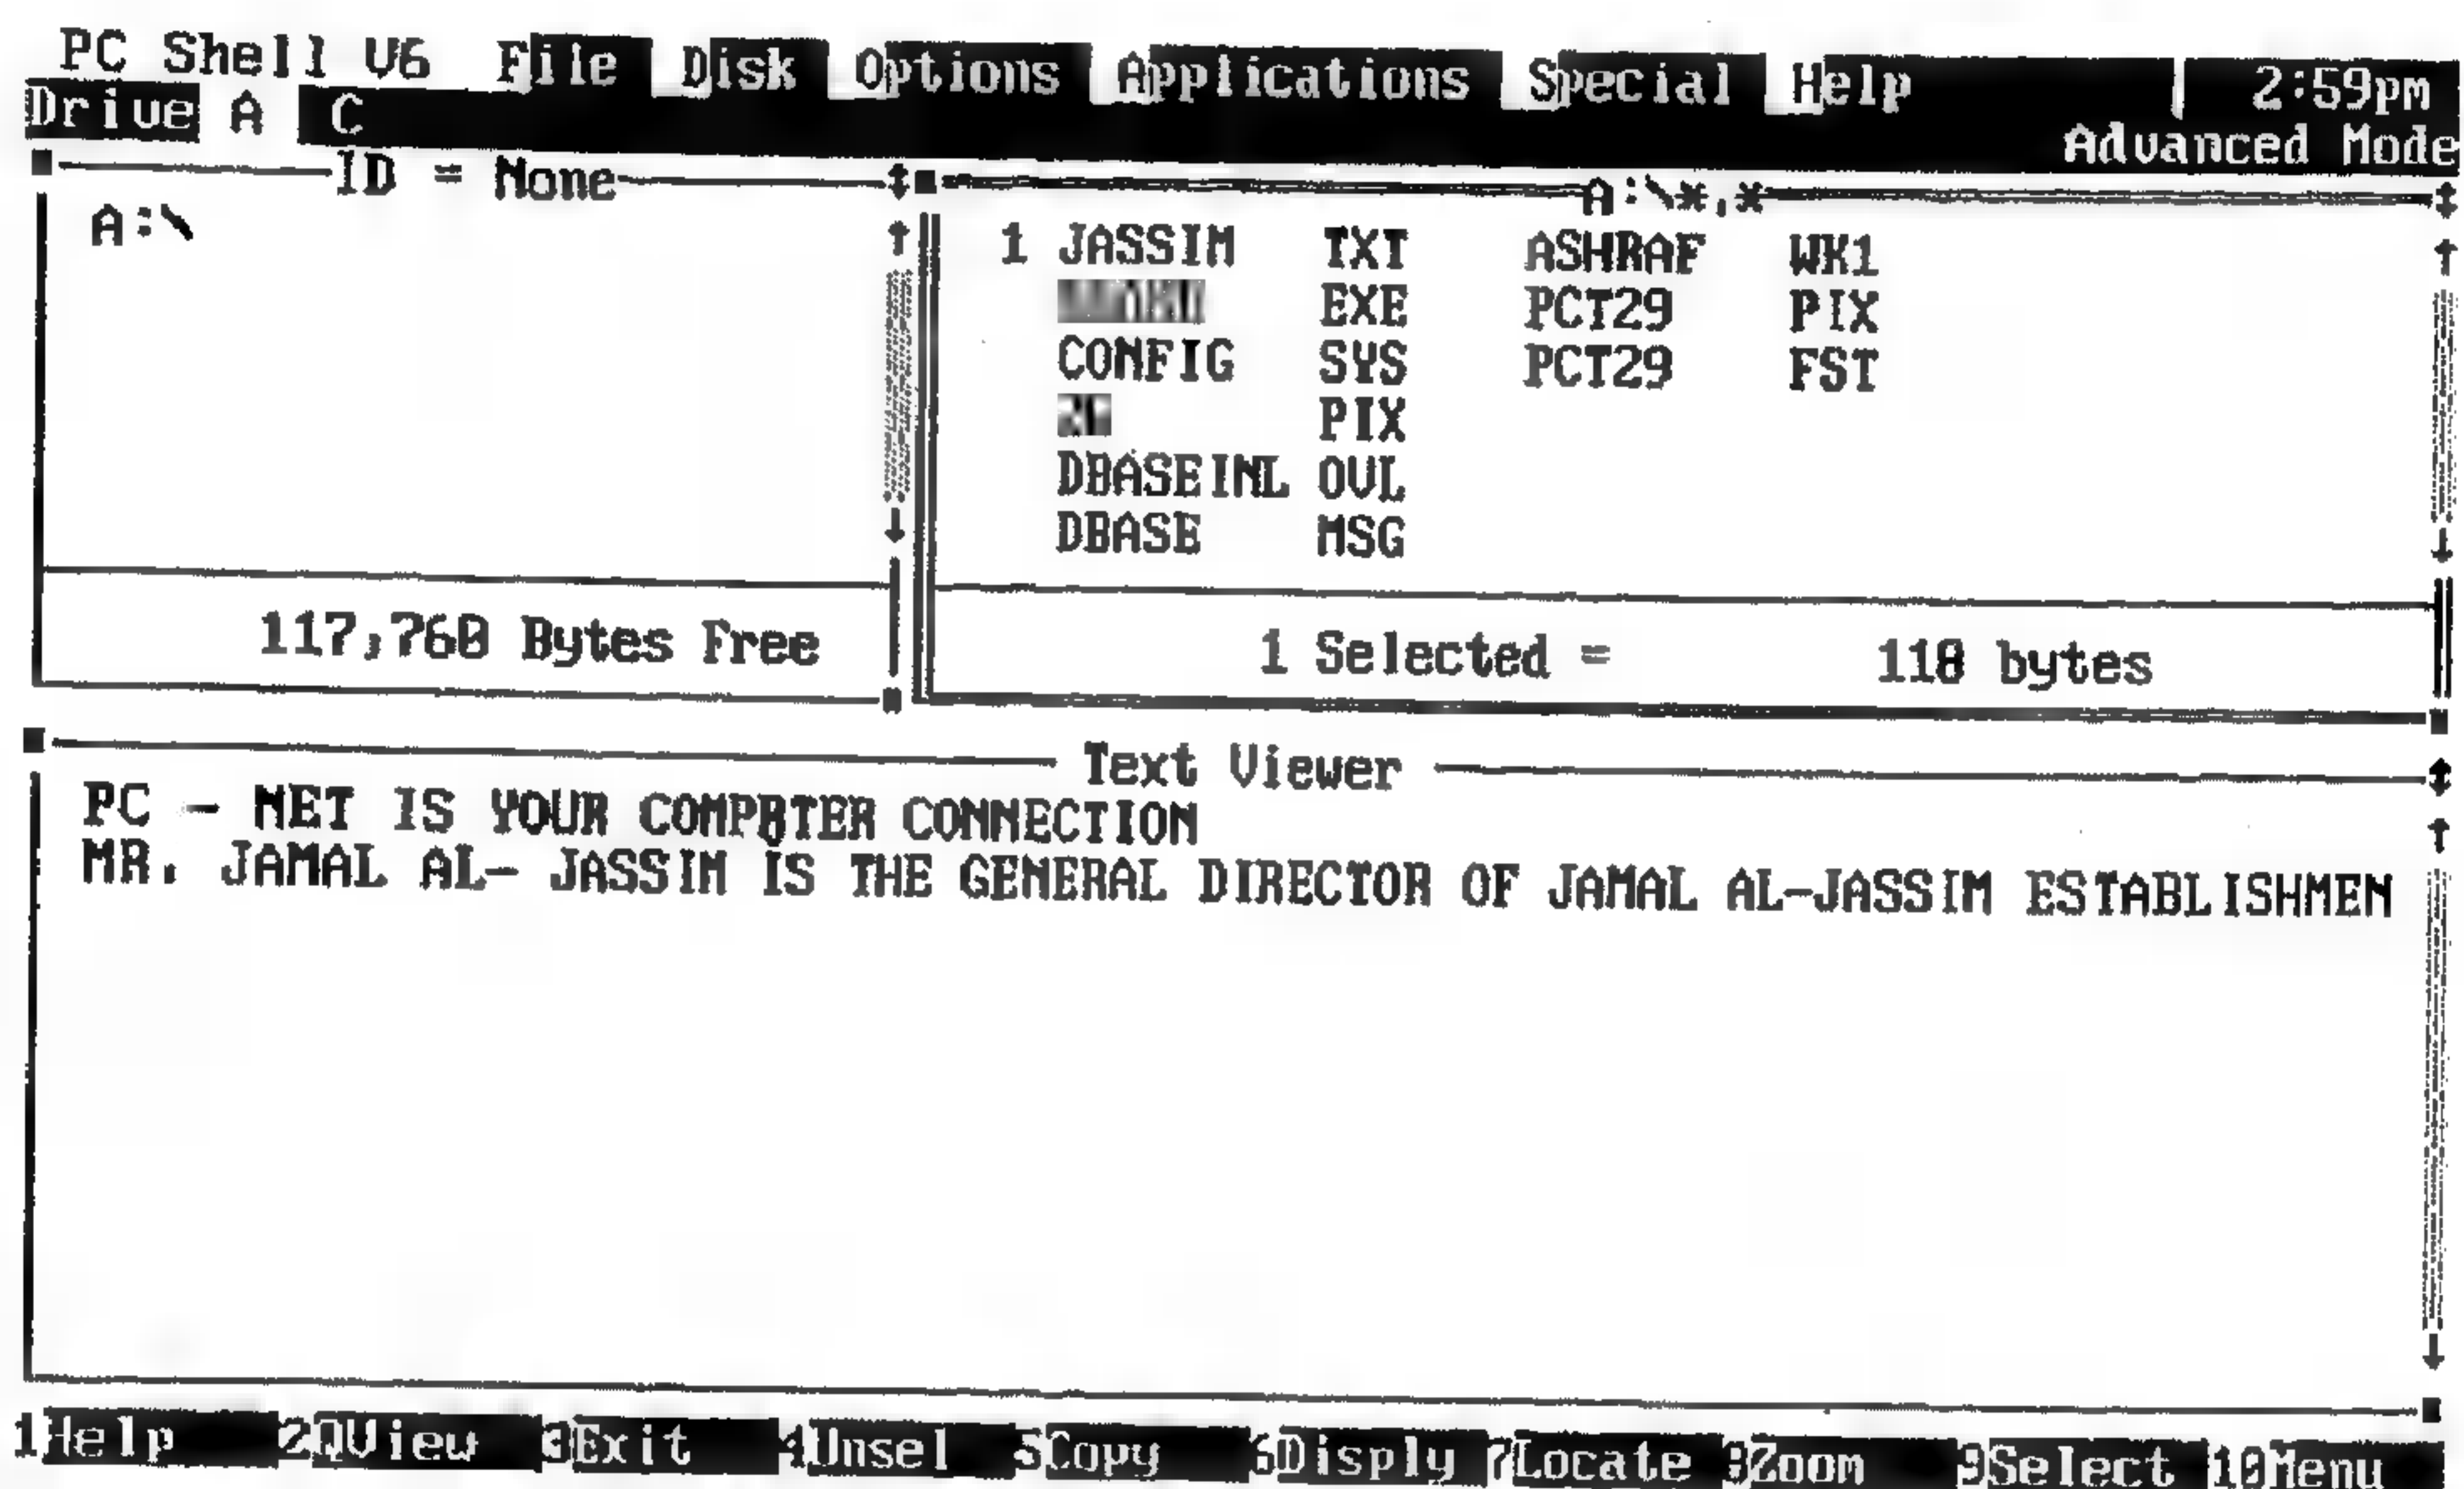 PC Shell V6 File Disk Options Applications Special Help 2:59pm
Drive A C
Advanced Mode
ID = None
A:\
117,760 Bytes Free
A:\*.*
1 JASSIM TXT ASHRAF WK1
EXE PCT29 PIX
CONFIG SYS PCT29 FST
PIX
DBASEINL OVL
DBASE MSG
1 Selected = 118 bytes
Text Viewer
PC - NET IS YOUR COMPUTER CONNECTION
MR. JAMAL AL- JASSIM IS THE GENERAL DIRECTOR OF JAMAL AL-JASSIM ESTABLISHMEN
1Help 2QView 3Exit 4Unsel 5Copy 6Disply 7Locate 8Zoom 9Select 10Menu